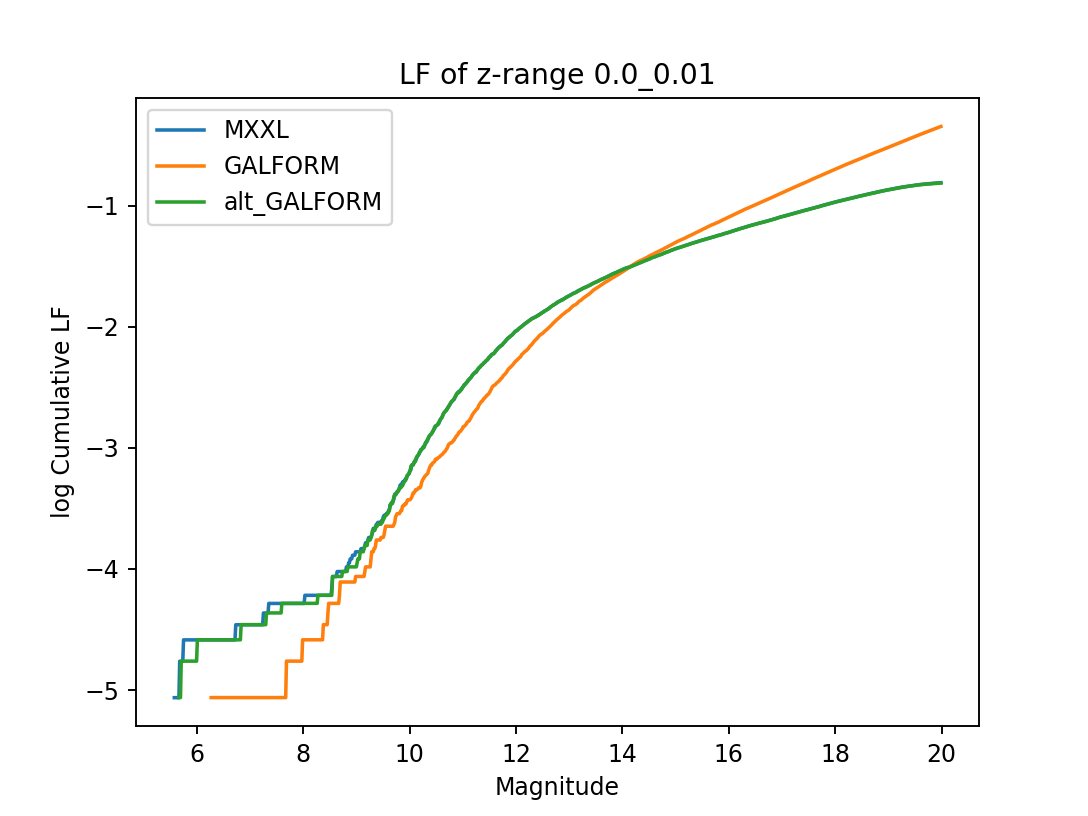 LF of z-range 0.0_0.01
MXXL
GALFORM
alt_GALFORM
log Cumulative LF
−1
−2
−3
−4
−5
6 8 10 12 14 16 18 20
Magnitude